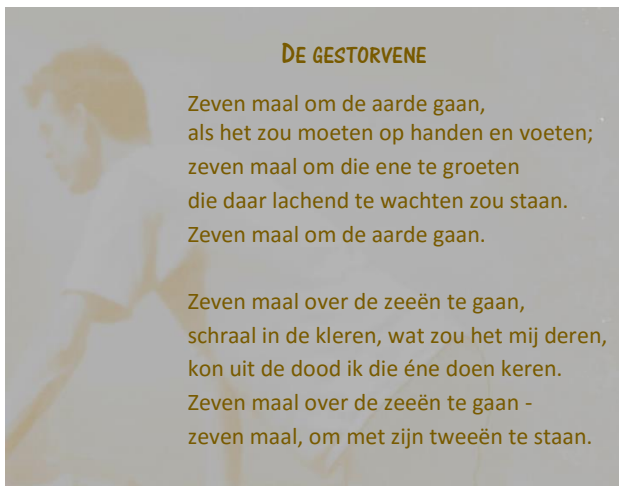 De gestorvene
Zeven maal om de aarde gaan,
als het zou moeten op handen en voeten;
zeven maal om die ene te groeten
die daar lachend te wachten zou staan.
Zeven maal om de aarde gaan.
Zeven maal over de zeeën te gaan,
schraal in de kleren, wat zou het mij deren,
kon uit de dood ik die éne doen keren.
Zeven maal over de zeeën te gaan -
zeven maal, om met zijn tweeën te staan.